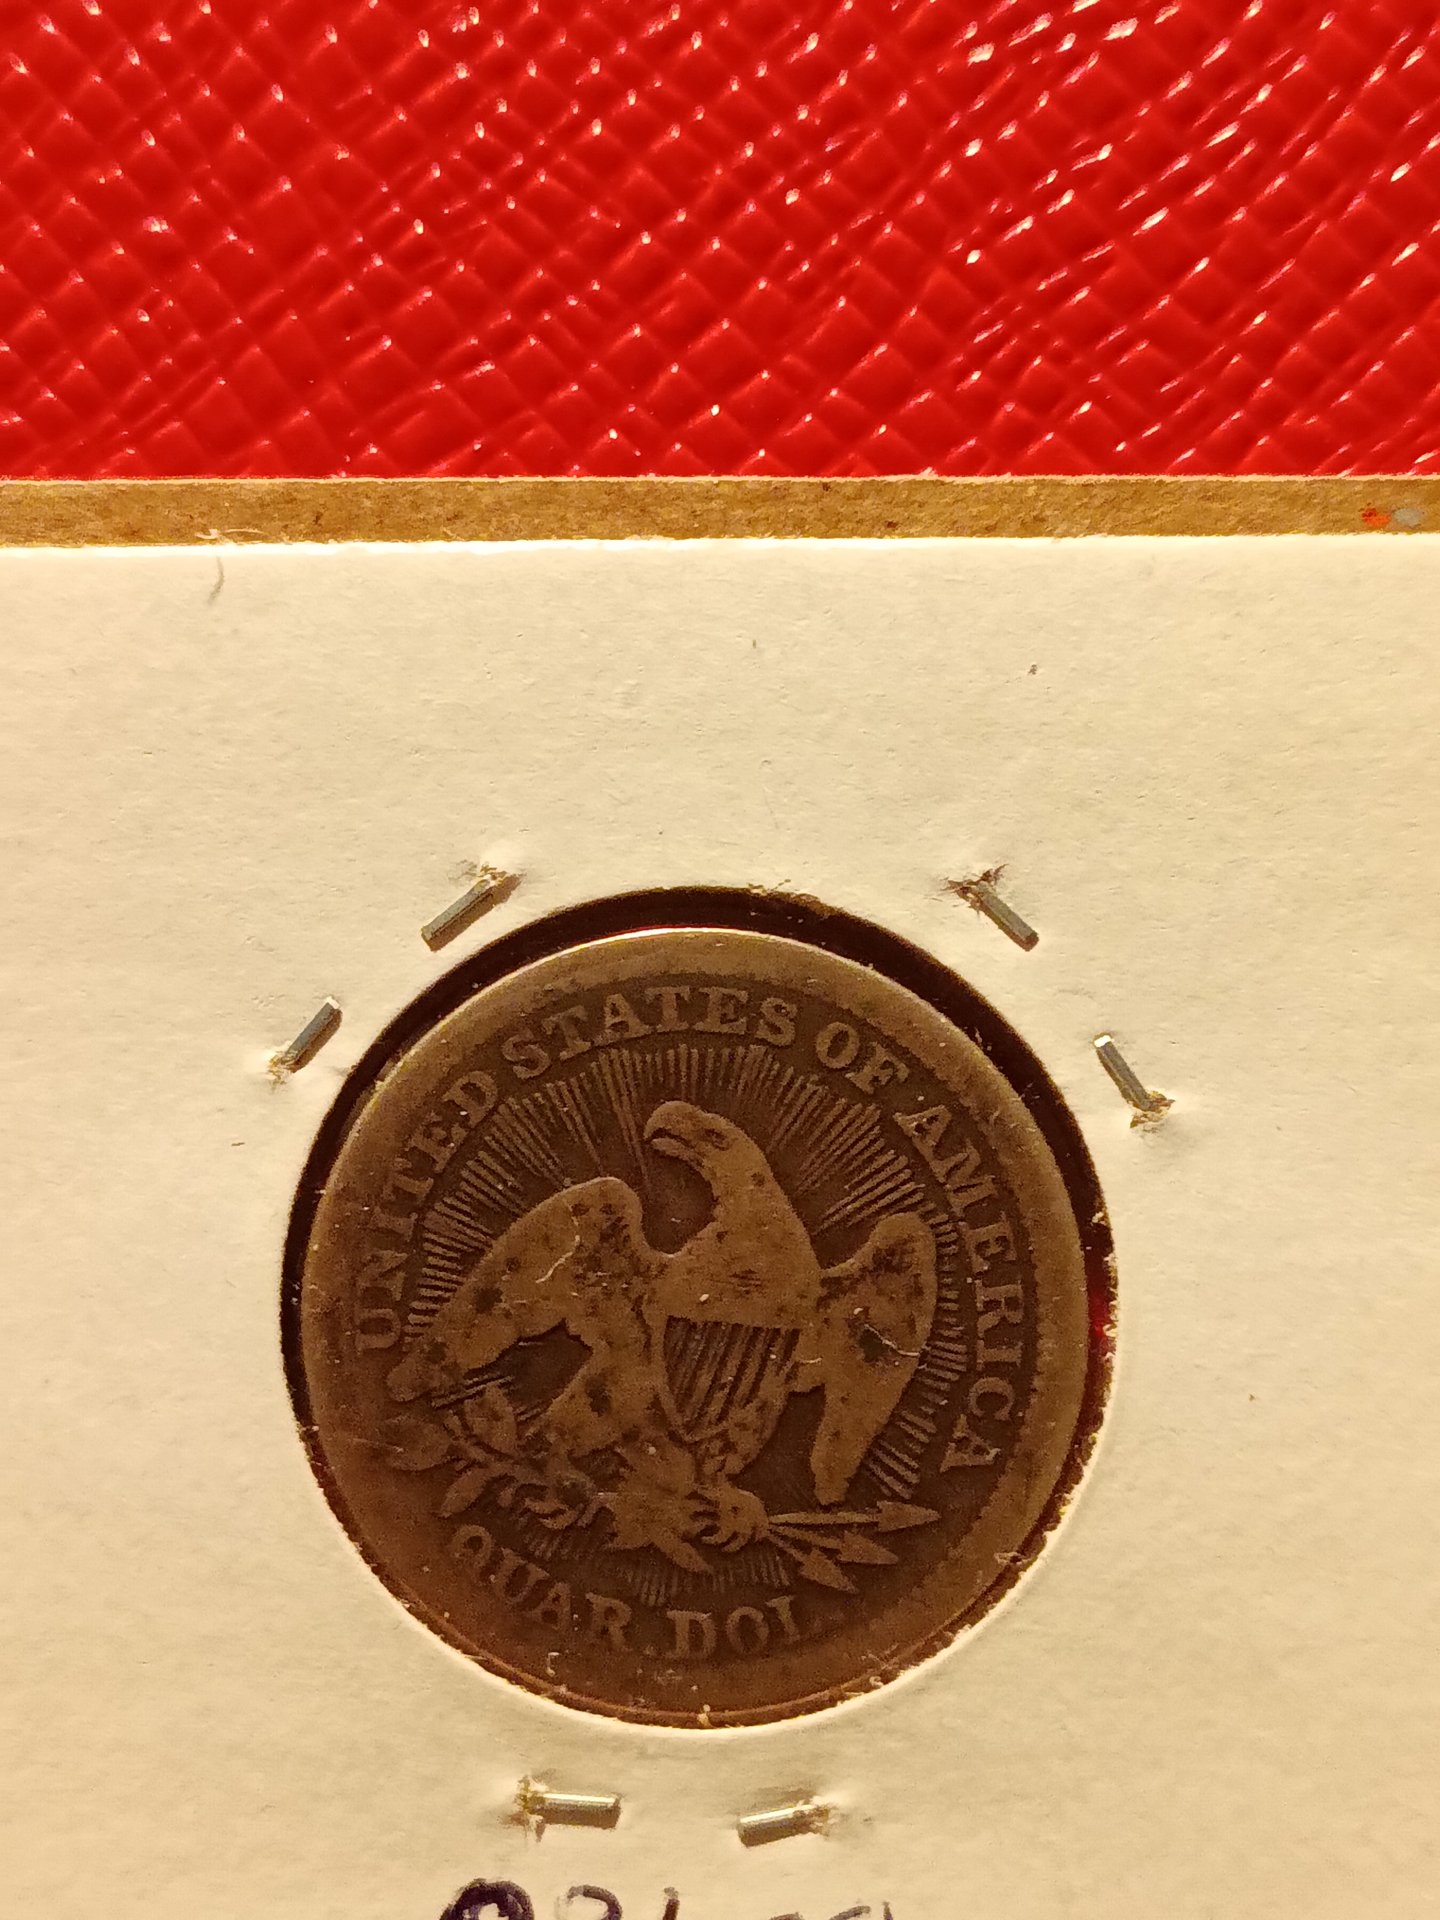 UNITED STATES OF AMERICA
QUAR. DOL.